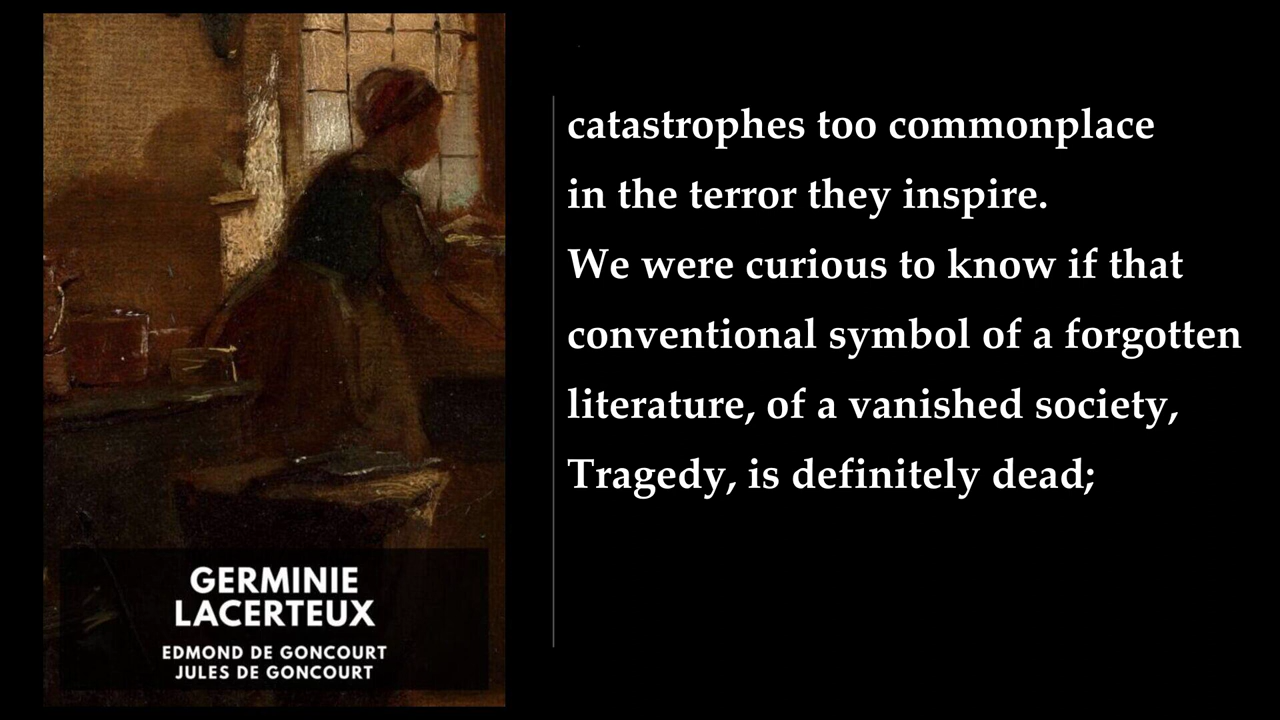 GERMINIE
LACERTEUX
EDMOND DE GONCOURT
JULES DE GONCOURT
catastrophes too commonplace
in the terror they inspire.
We were curious to know if that
conventional symbol of a forgotten
literature, of a vanished society,
Tragedy, is definitely dead;